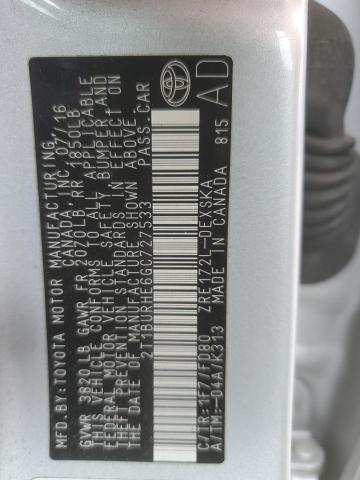 MFD.BY:TOYOTA MOTOR MANUFACTURING
CANADA, INC. 07/16
GVWR 3820 LB GAWR FR 2070LB RR 1850LB
THIS VEHICLE CONFORMS TO ALL APPLICABLE
FEDERAL MOTOR VEHICLE SAFETY BUMPER, AND
THEFT PREVENTION STANDARDS IN EFFECT ON
THE DATE OF MANUFACTURE SHOWN ABOVE.
2T1BURHE6GC727533 PASS.CAR
C/TR:1F7/FD80 ZRE172L-DEXSKA
A/TM:-04A/K313 MADE IN CANADA 815
AD